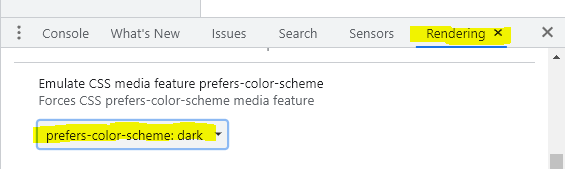 Console What's New Issues Search Sensors Rendering ×
Emulate CSS media feature prefers-color-scheme
Forces CSS prefers-color-scheme media feature
prefers-color-scheme: dark